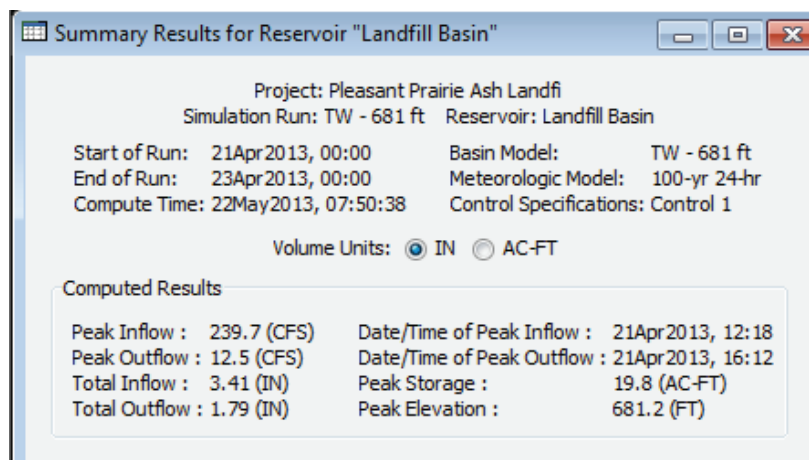 Summary Results for Reservoir "Landfill Basin"
Project: Pleasant Prairie Ash Landfi
Simulation Run: TW - 681 ft Reservoir: Landfill Basin
Start of Run: 21Apr2013, 00:00 Basin Model: TW - 681 ft
End of Run: 23Apr2013, 00:00 Meteorologic Model: 100-yr 24-hr
Compute Time: 22May2013, 07:50:38 Control Specifications: Control 1
Volume Units: IN AC-FT
Computed Results
Peak Inflow : 239.7 (CFS) Date/Time of Peak Inflow : 21Apr2013, 12:18
Peak Outflow : 12.5 (CFS) Date/Time of Peak Outflow : 21Apr2013, 16:12
Total Inflow : 3.41 (IN) Peak Storage : 19.8 (AC-FT)
Total Outflow : 1.79 (IN) Peak Elevation : 681.2 (FT)